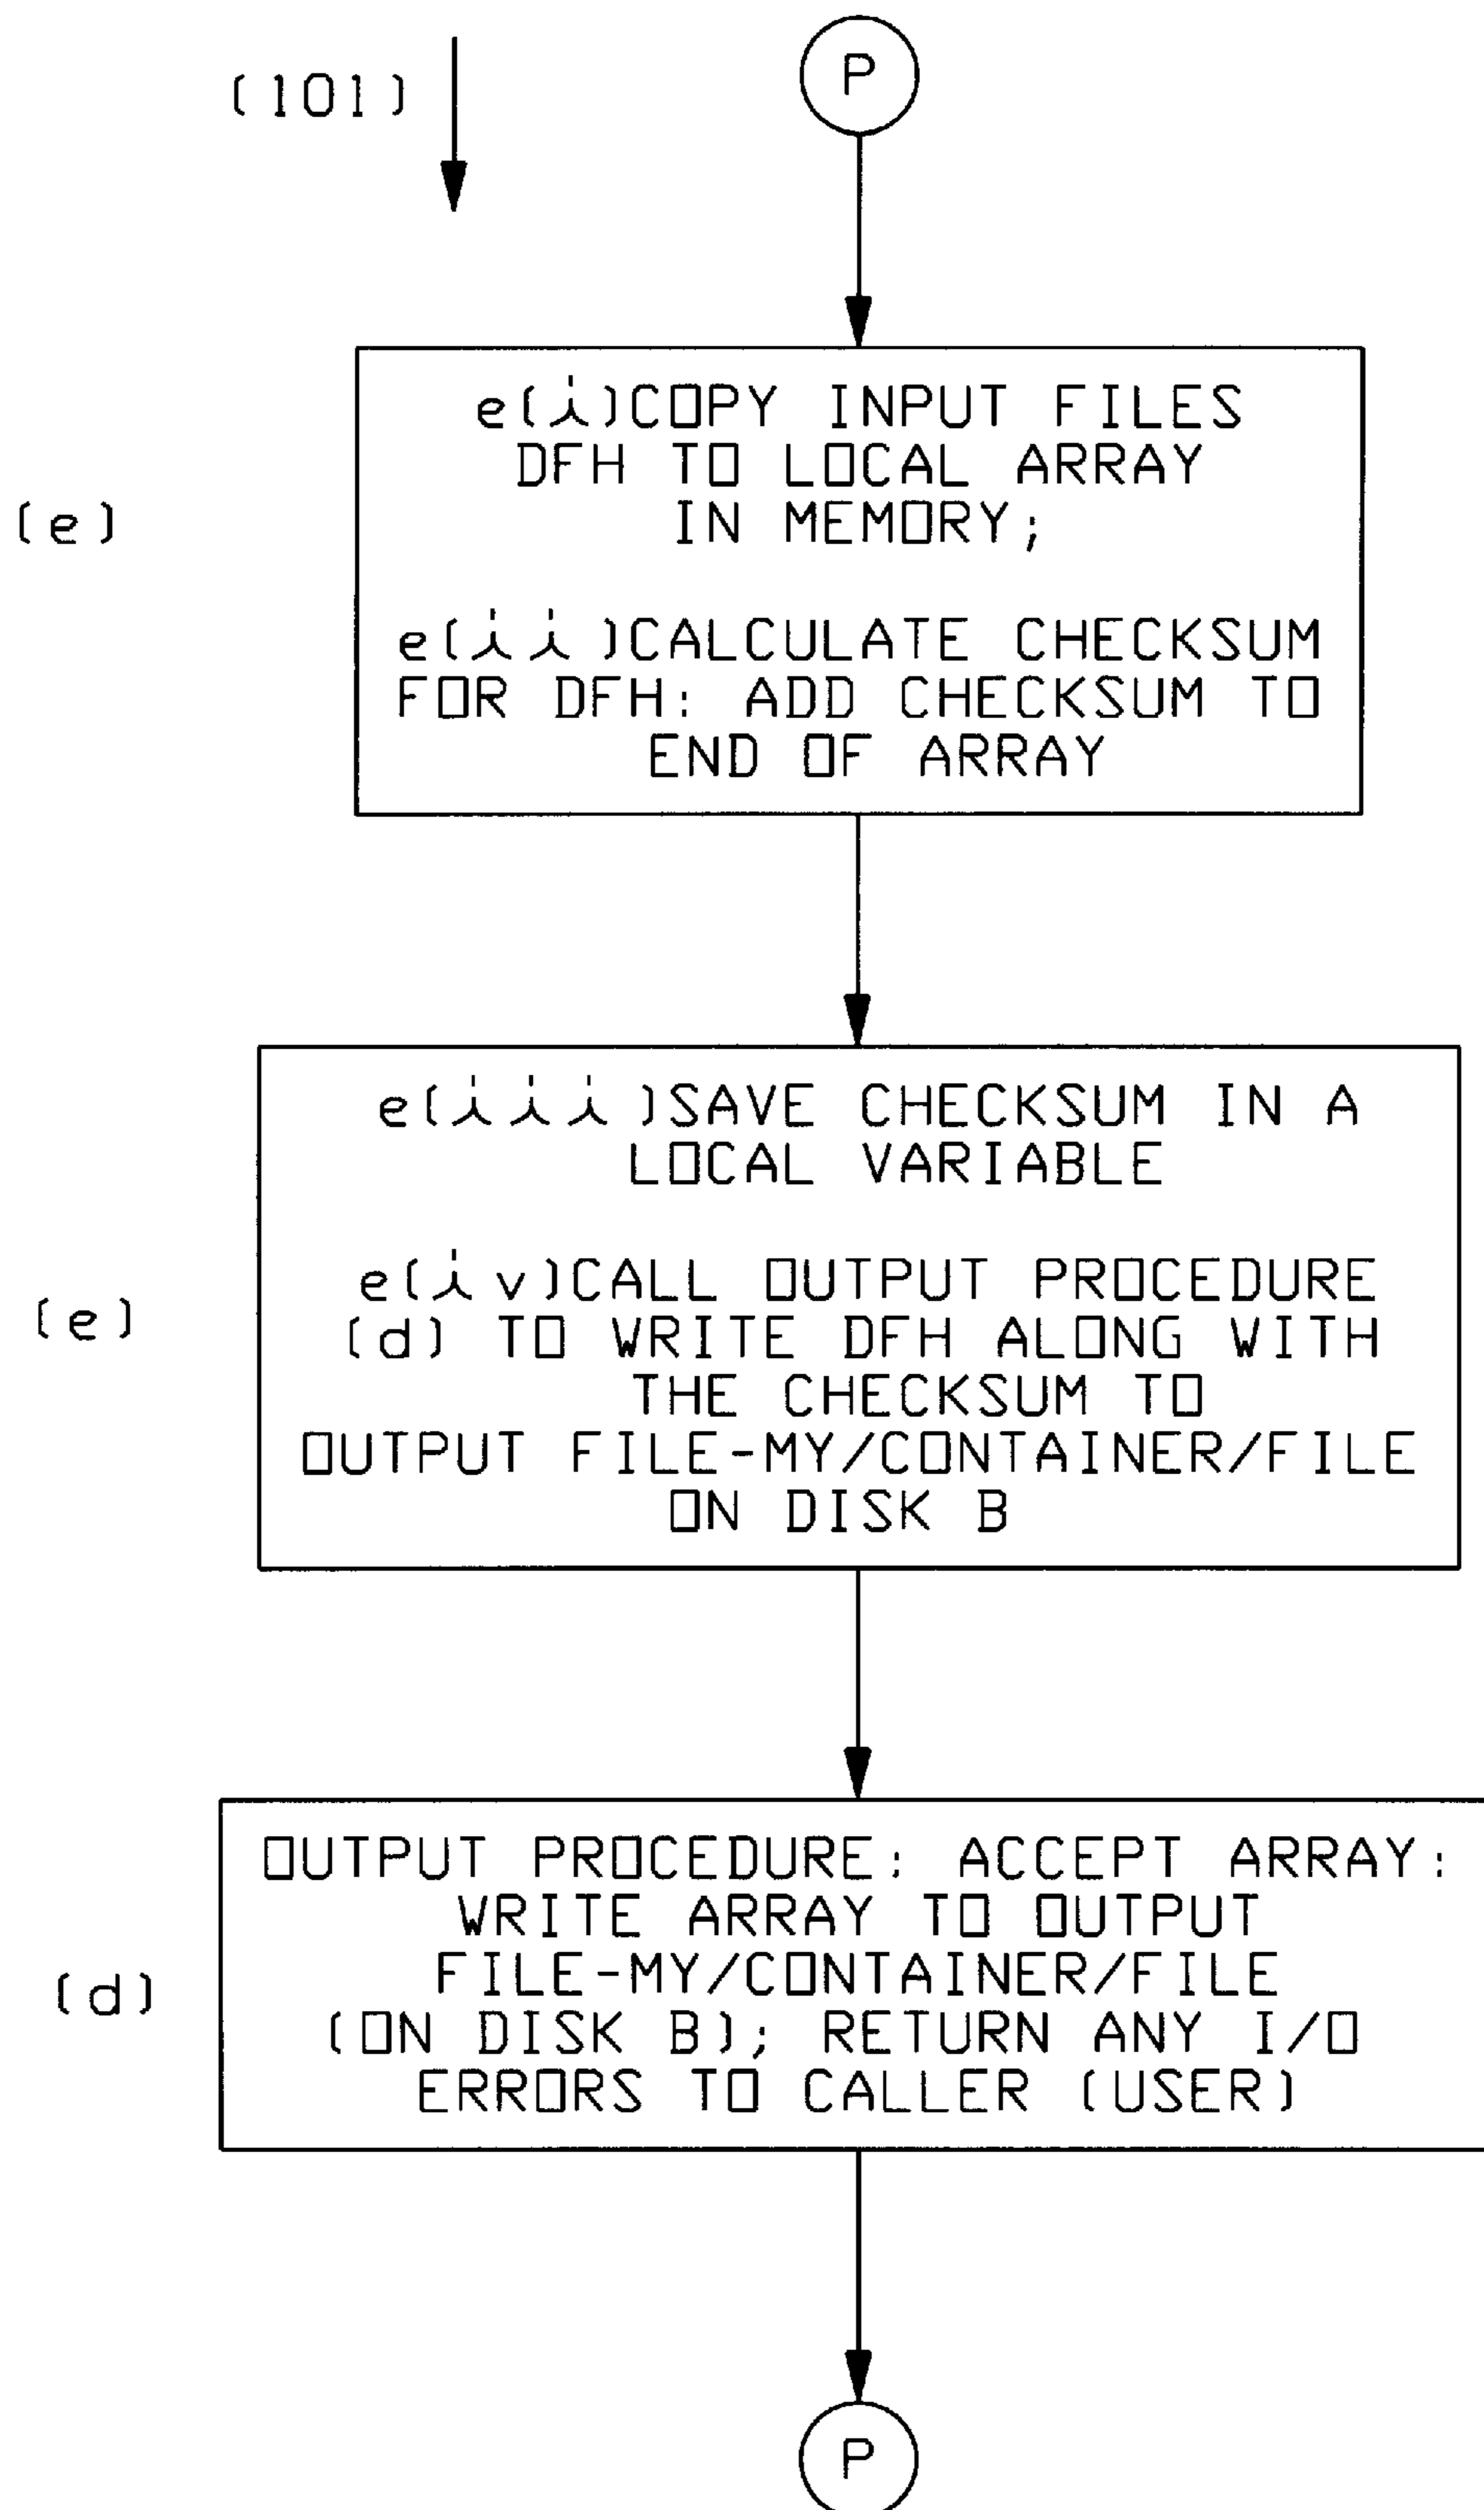 (101)
P
(e)
e(i)COPY INPUT FILES
DFH TO LOCAL ARRAY
IN MEMORY;
e(ii)CALCULATE CHECKSUM
FOR DFH: ADD CHECKSUM TO
END OF ARRAY
(e)
e(iii)SAVE CHECKSUM IN A
LOCAL VARIABLE
e(iv)CALL OUTPUT PROCEDURE
(d) TO WRITE DFH ALONG WITH
THE CHECKSUM TO
OUTPUT FILE-MY/CONTAINER/FILE
ON DISK B
(d)
OUTPUT PROCEDURE: ACCEPT ARRAY:
WRITE ARRAY TO OUTPUT
FILE-MY/CONTAINER/FILE
(ON DISK B); RETURN ANY I/O
ERRORS TO CALLER (USER)
P